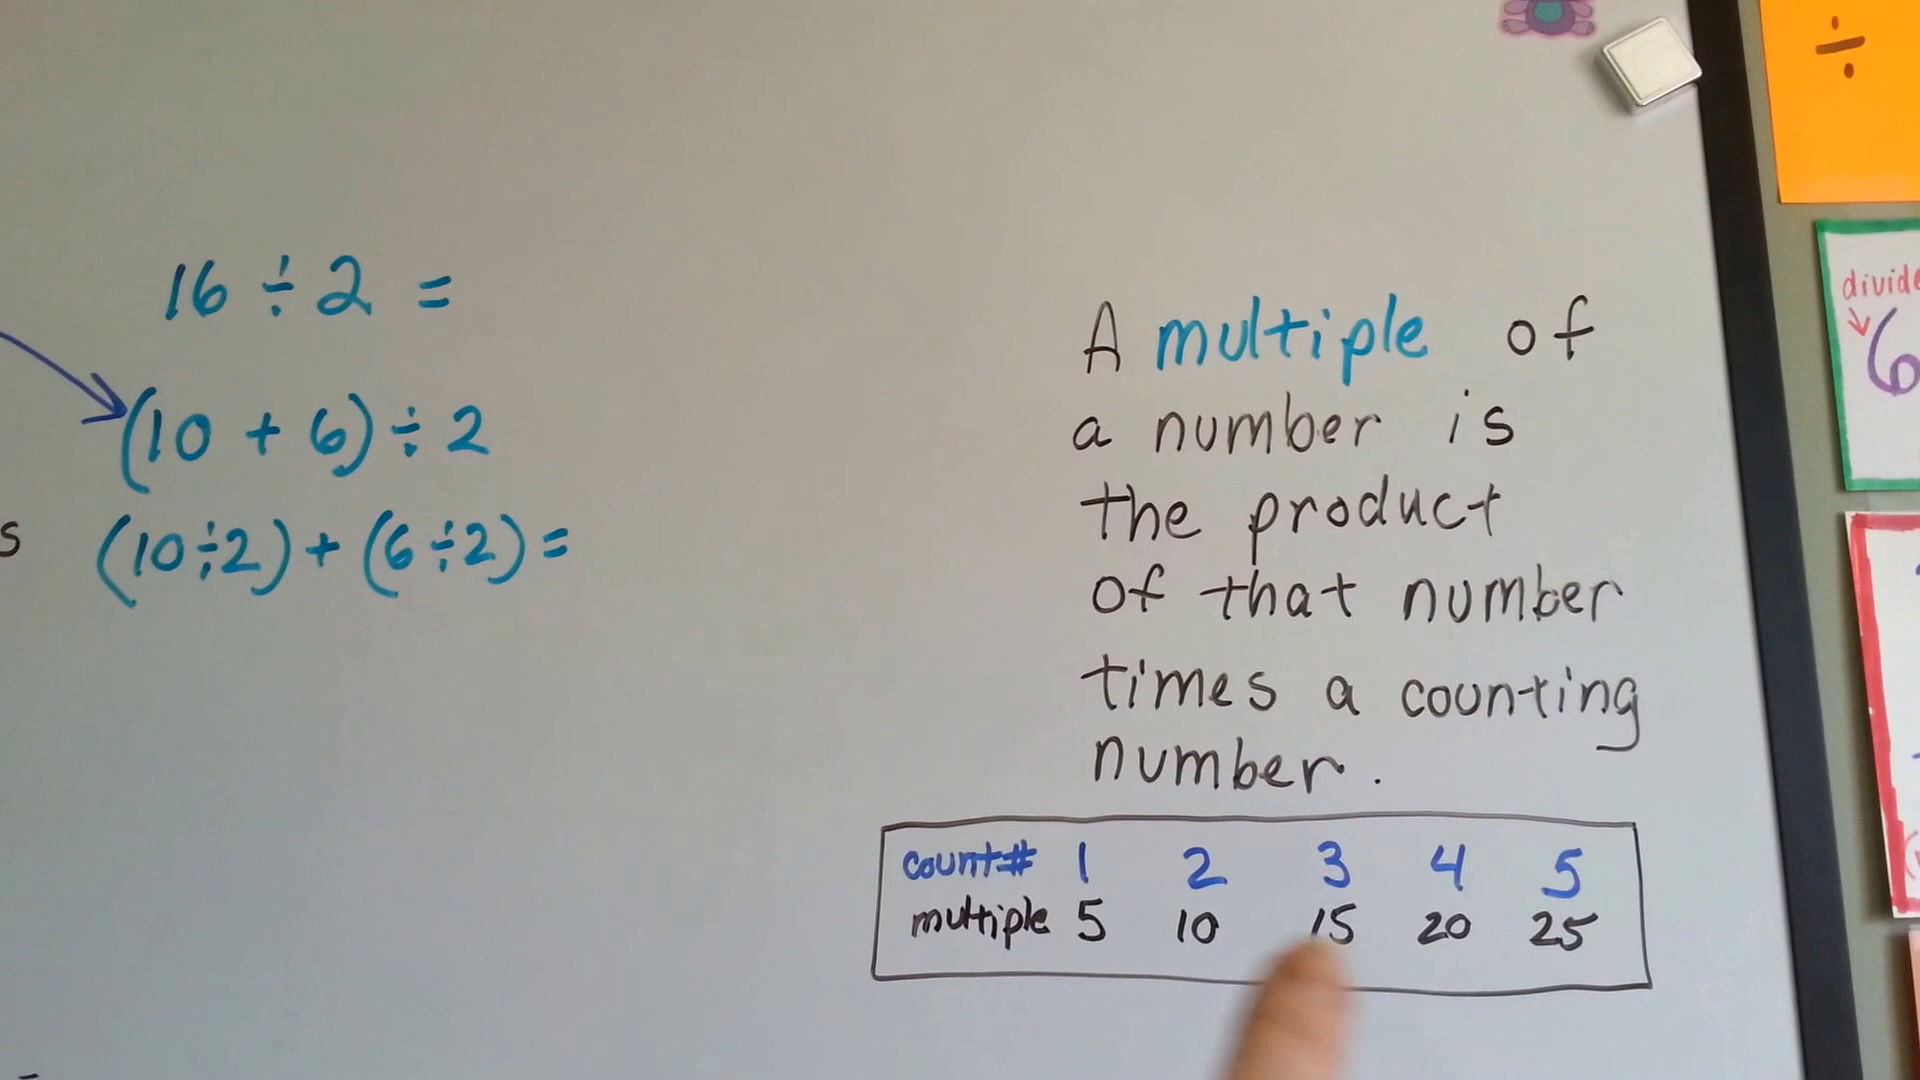 16 ÷ 2 =
(10 + 6) ÷ 2
s (10÷2) + (6÷2) =
A multiple of
a number is
the product
of that number
times a counting
number.
count# 1 2 3 4 5
multiple 5 10 15 20 25
÷
divide
6